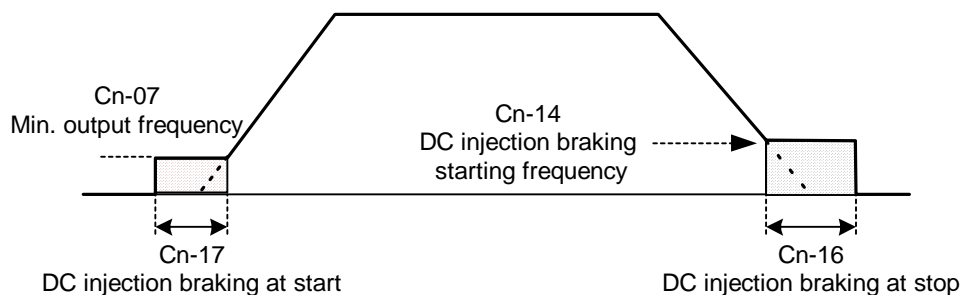 Cn-07
Min. output frequency
Cn-14
DC injection braking
starting frequency
Cn-17
DC injection braking at start
Cn-16
DC injection braking at stop